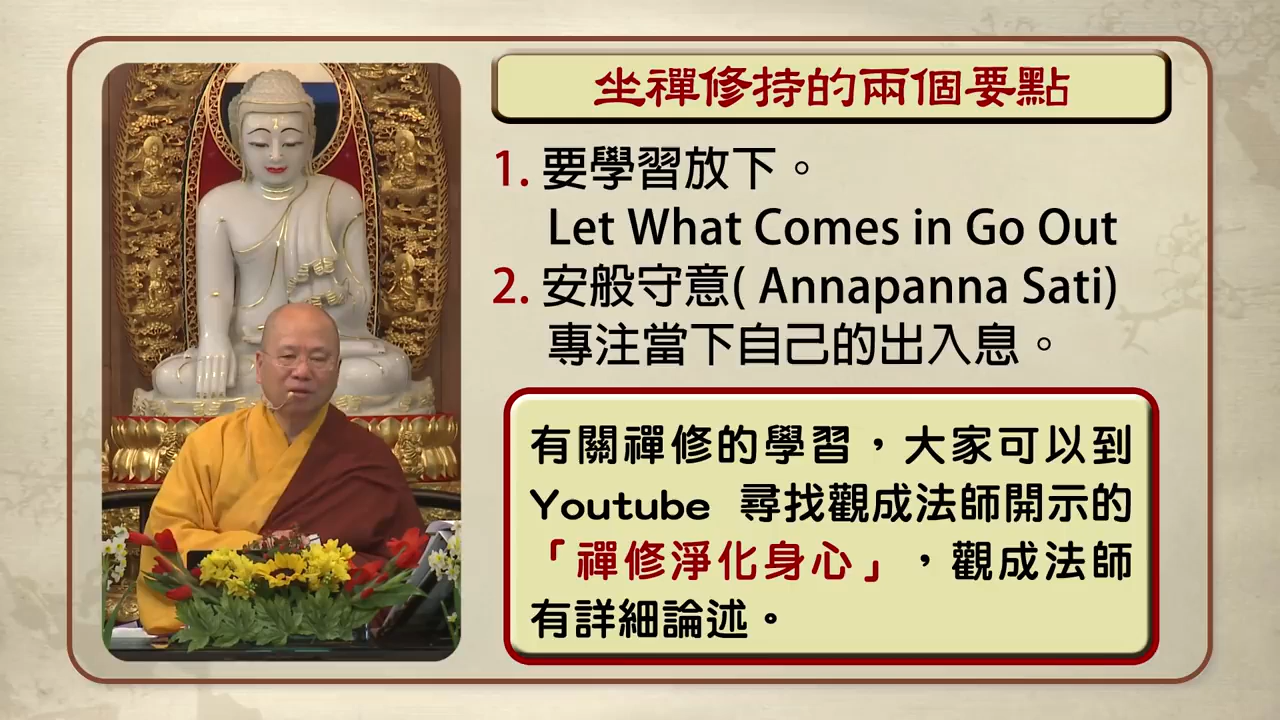 坐禪修持的兩個要點
1. 要學習放下。
Let What Comes in Go Out
2. 安般守意( Annapanna Sati)
專注當下自己的出入息。
有關禪修的學習，大家可以到
Youtube 尋找觀成法師開示的
「禪修淨化身心」，觀成法師
有詳細論述。